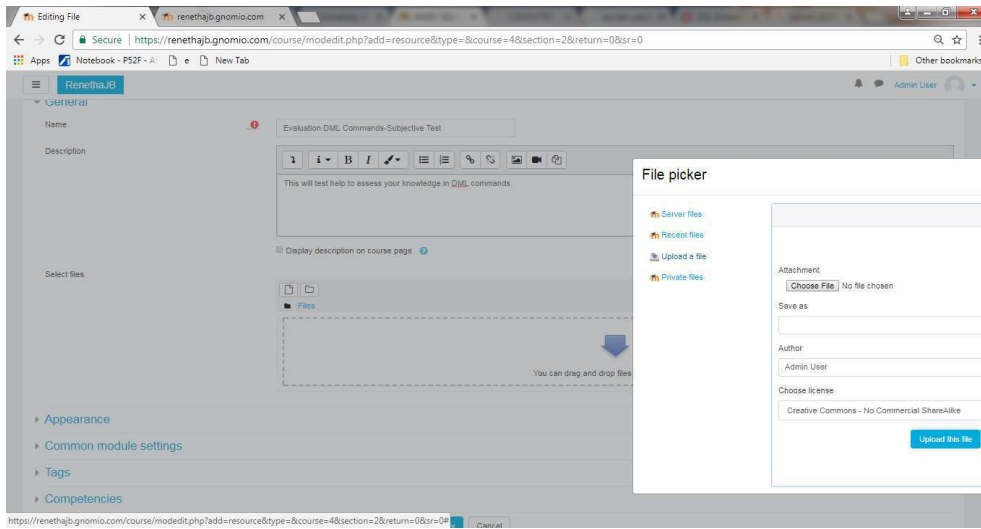 Editing File
renethajb.gnomio.com
Secure | https://renethajb.gnomio.com/course/modedit.php?add=resource&type=&course=4&section=2&return=0&sr=0
Apps Notebook - P52F - A e New Tab Other bookmarks
RenethaJB Admin User
General
Name Evaluation DML Commands-Subjective Test
Description
i B I
This will test help to assess your knowledge in DML commands
Display description on course page
Select files
Files
You can drag and drop files
Appearance
Common module settings
Tags
Competencies
https://renethajb.gnomio.com/course/modedit.php?add=resource&type=&course=4&section=2&return=0&sr=0#
Cancel
File picker
Server files
Recent files
Upload a file
Private files
Attachment
Choose File No file chosen
Save as
Author
Admin User
Choose license
Creative Commons - No Commercial ShareAlike
Upload this file